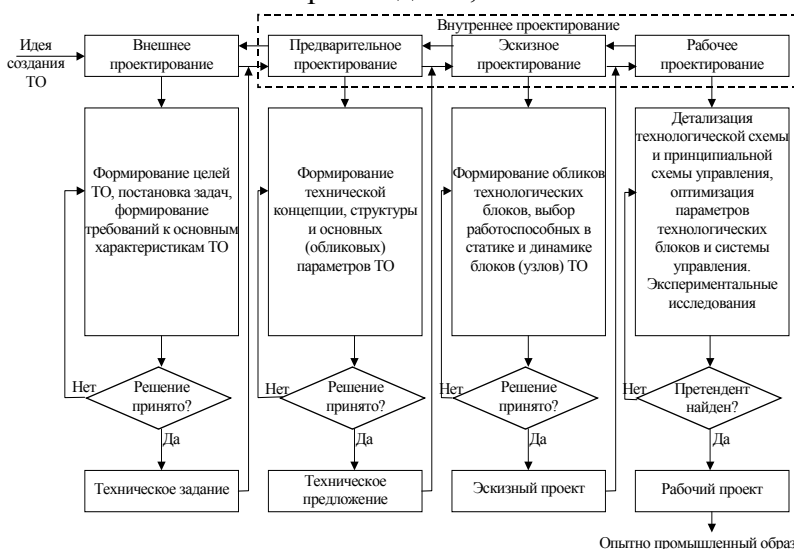 Внутреннее проектирование
Идея
создания
ТО
Внешнее
проектирование
Предварительное
проектирование
Эскизное
проектирование
Рабочее
проектирование
Формирование целей
ТО, постановка задач,
формирование
требований к основным
характеристикам ТО
Формирование
технической
концепции, структуры
и основных
(обликовых)
параметров ТО
Формирование обликов
технологических
блоков, выбор
работоспособных в
статике и динамике
блоков (узлов) ТО
Детализация
технологической схемы
и принципиальной
схемы управления,
оптимизация
параметров
технологических
блоков и системы
управления.
Экспериментальные
исследования
Нет
Решение
принято?
Да
Нет
Решение
принято?
Да
Нет
Решение
принято?
Да
Нет
Претендент
найден?
Да
Техническое задание
Техническое
предложение
Эскизный проект
Рабочий проект
Опытно промышленный образ